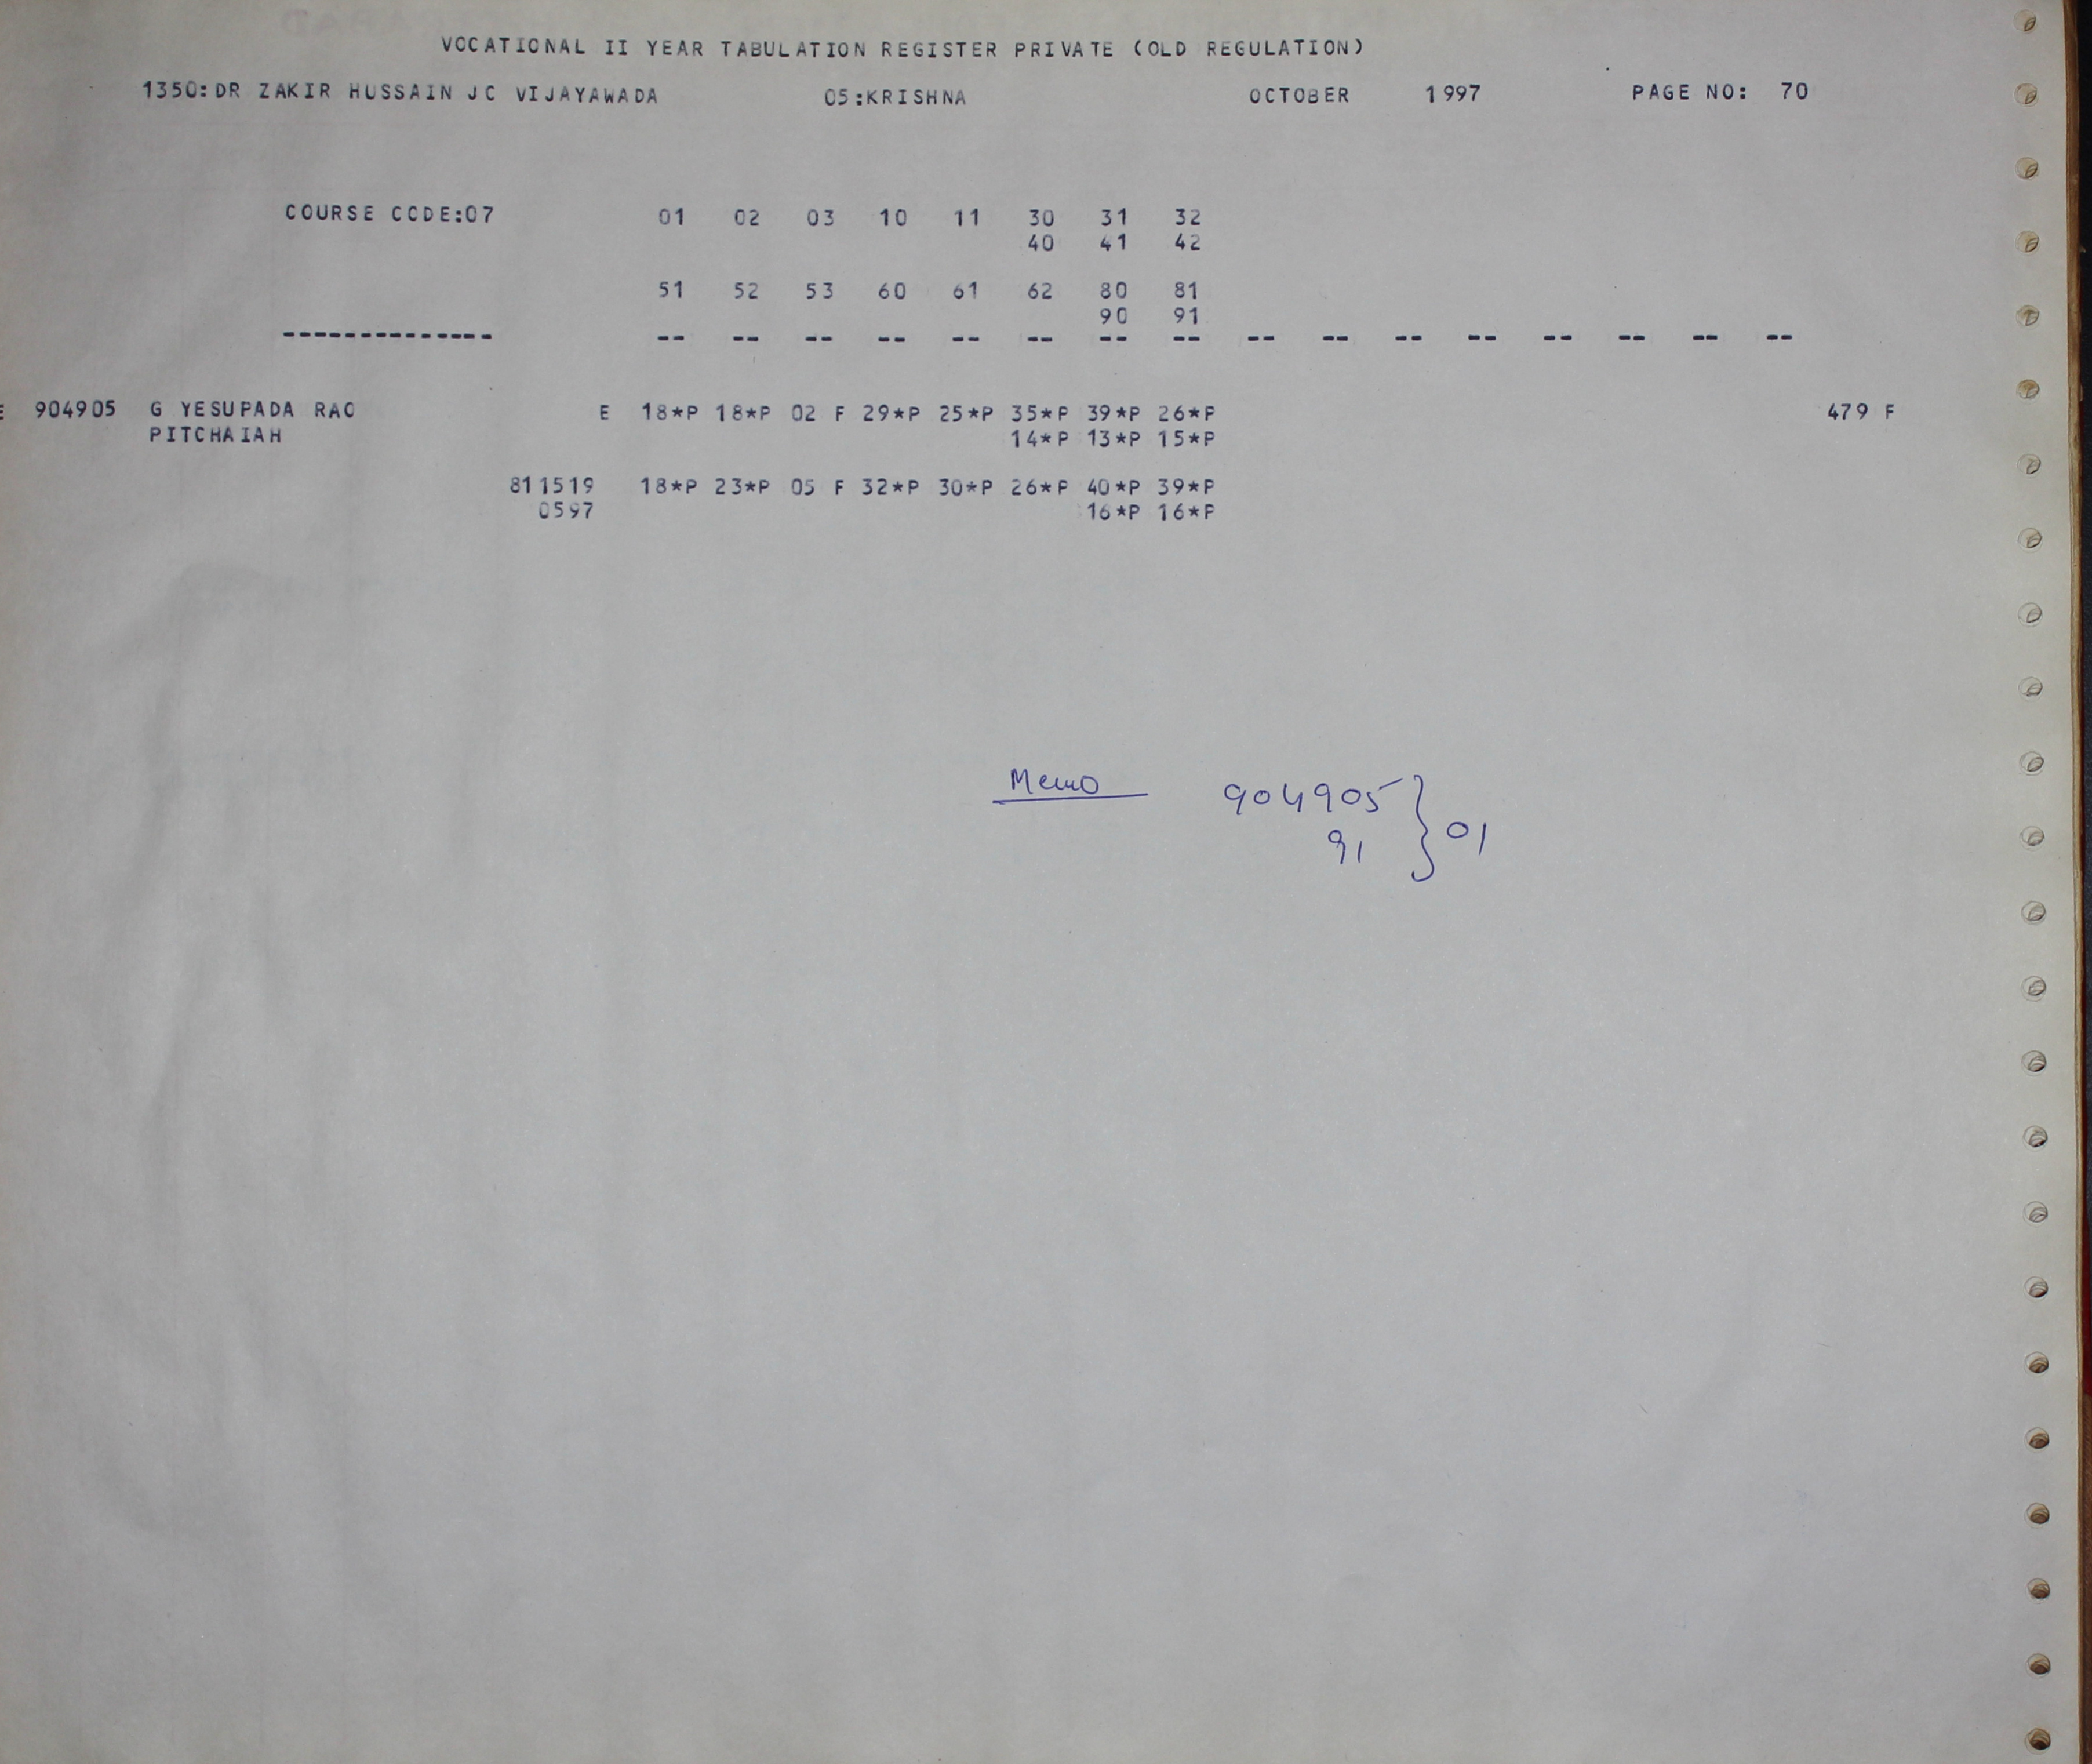 VOCATIONAL II YEAR TABULATION REGISTER PRIVATE (OLD REGULATION)
1350:DR ZAKIR HUSSAIN JC VIJAYAWADA 05:KRISHNA OCTOBER 1997 PAGE NO: 70
COURSE CODE:07 01 02 03 10 11 30 31 32
40 41 42
51 52 53 60 61 62 80 81
90 91
-------------- -- -- -- -- -- -- -- -- -- -- -- -- -- -- -- --
E 904905 G YESUPADA RAO E 18*P 18*P 02 F 29*P 25*P 35*P 39*P 26*P 479 F
PITCHAIAH 14*P 13*P 15*P
811519 18*P 23*P 05 F 32*P 30*P 26*P 40*P 39*P
0597 16*P 16*P
Memo 904905
91 } 01